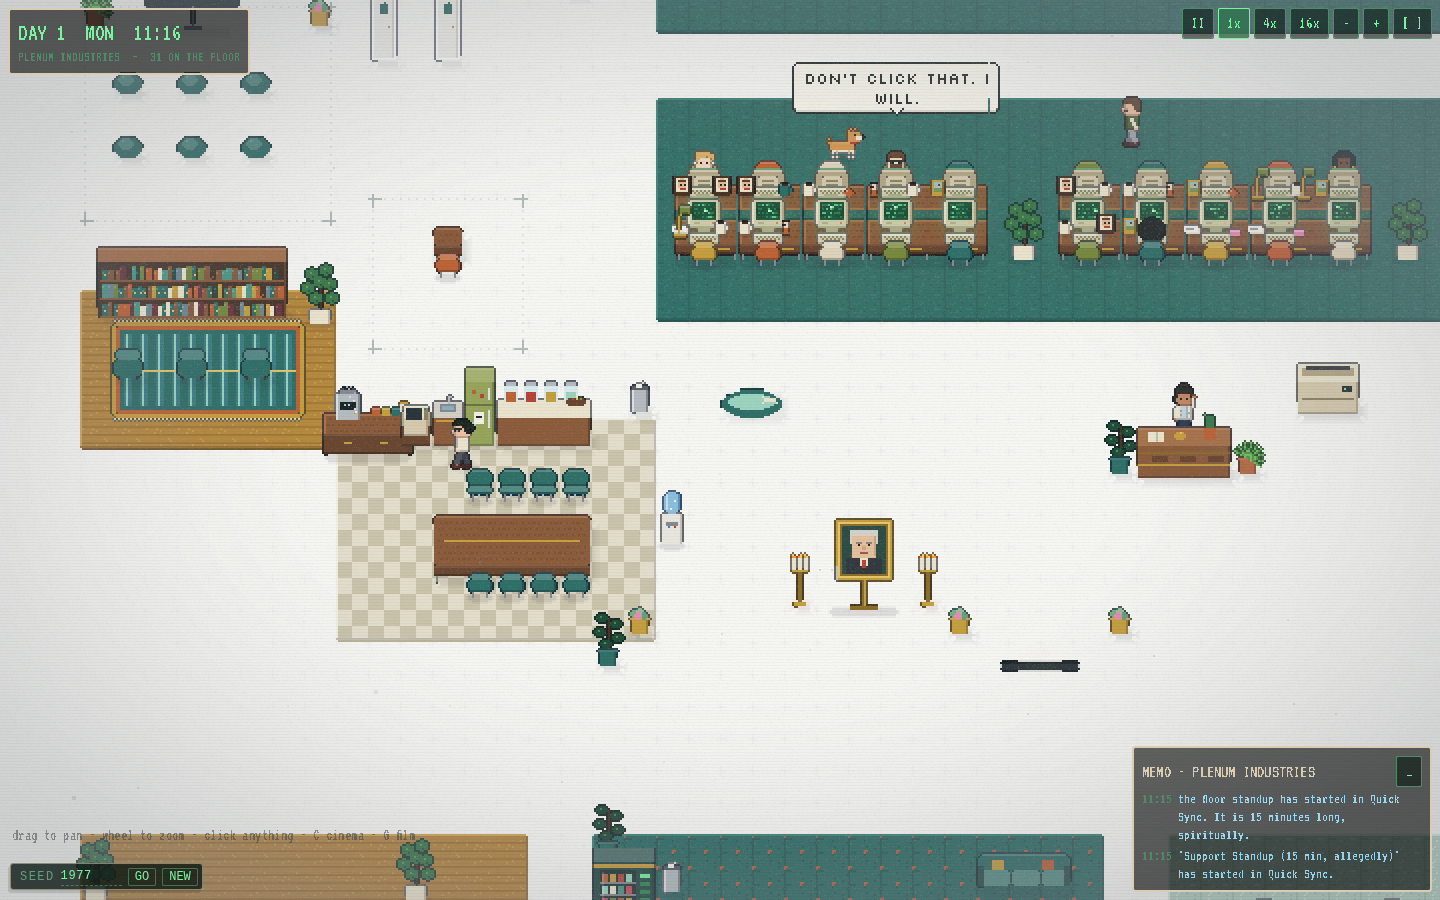 DAY 1 MON 11:16
PLENUM INDUSTRIES - 31 ON THE FLOOR
II 1x 4x 16x - + [ ]
DON'T CLICK THAT. I
WILL.
MEMO - PLENUM INDUSTRIES
-
11:15 the floor standup has started in Quick
Sync. It is 15 minutes long,
spiritually.
11:15 "Support Standup (15 min, allegedly)"
has started in Quick Sync.
drag to pan - wheel to zoom - click anything - C cinema - G film
SEED 1977 GO NEW